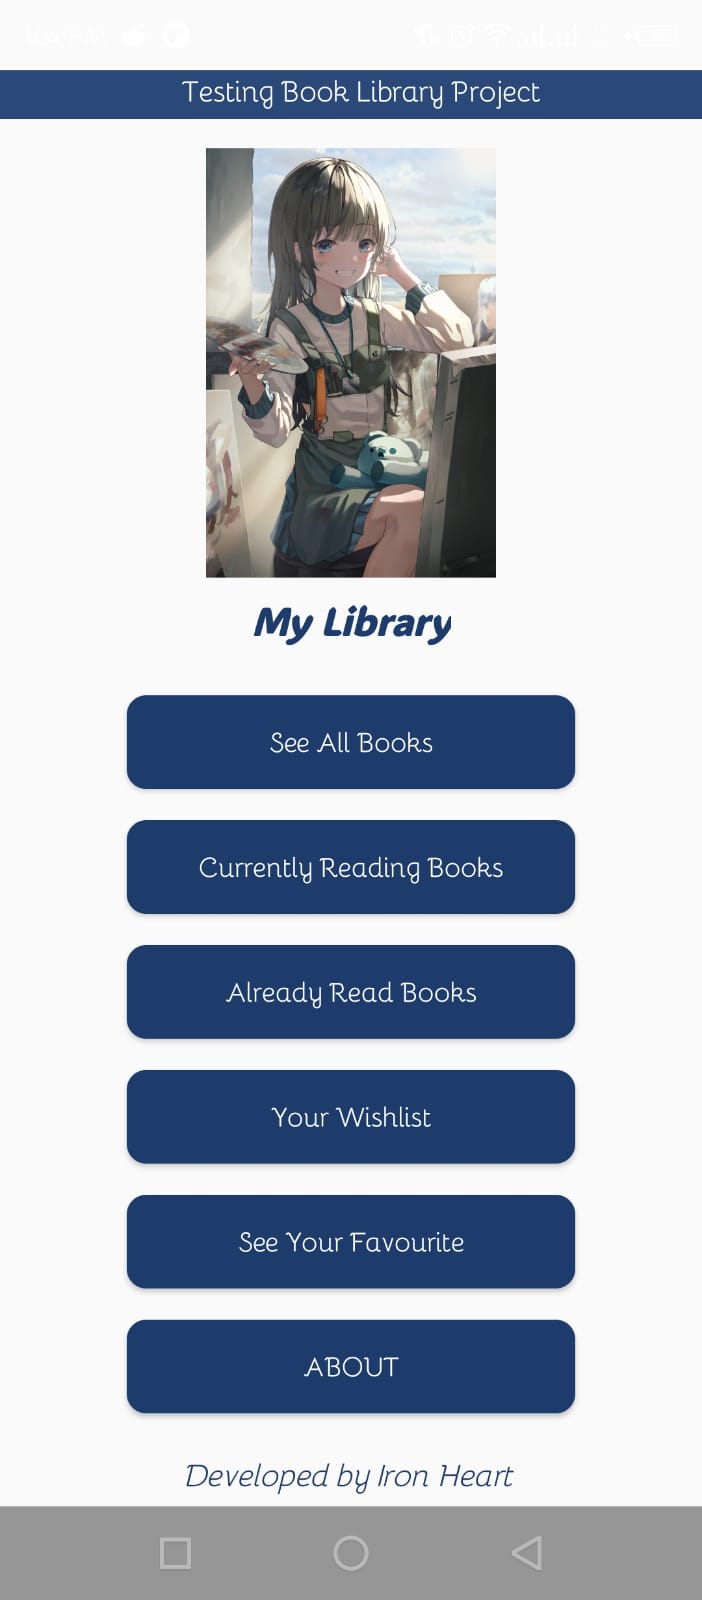 Testing Book Library Project
My Library
See All Books
Currently Reading Books
Already Read Books
Your Wishlist
See Your Favourite
ABOUT
Developed by Iron Heart